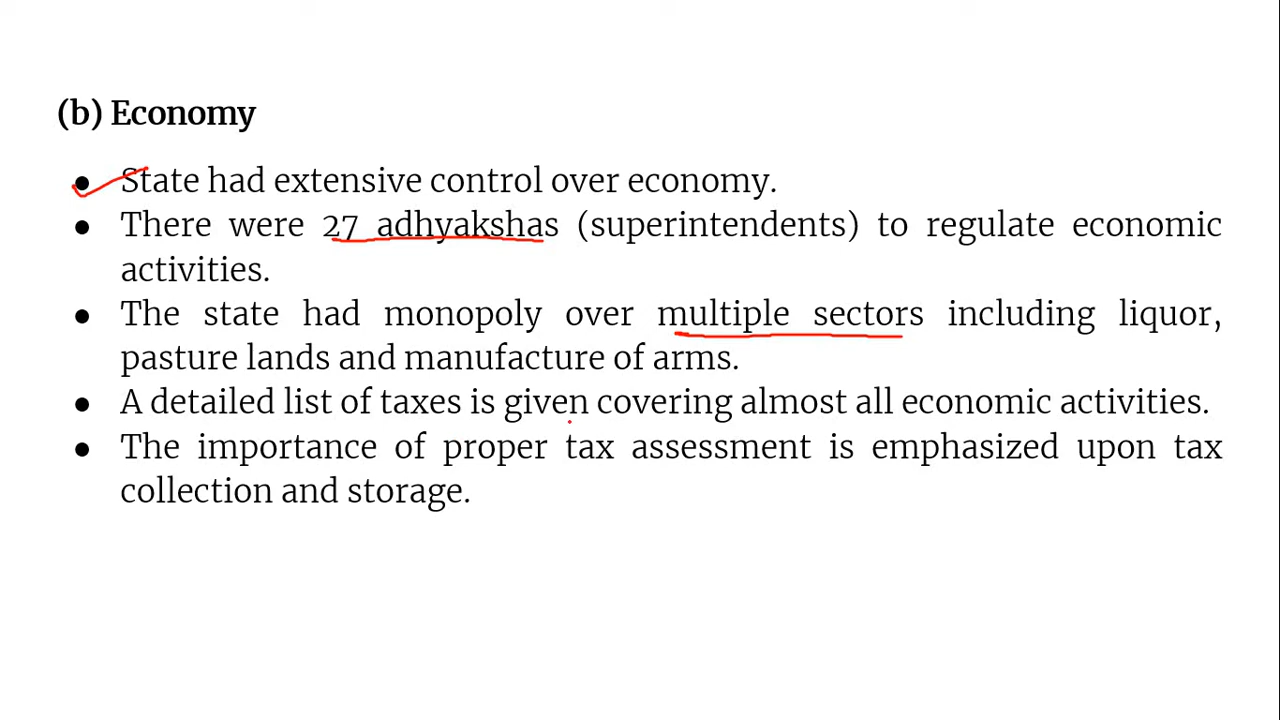 (b) Economy
● State had extensive control over economy.
● There were 27 adhyakshas (superintendents) to regulate economic
activities.
● The state had monopoly over multiple sectors including liquor,
pasture lands and manufacture of arms.
● A detailed list of taxes is given covering almost all economic activities.
● The importance of proper tax assessment is emphasized upon tax
collection and storage.